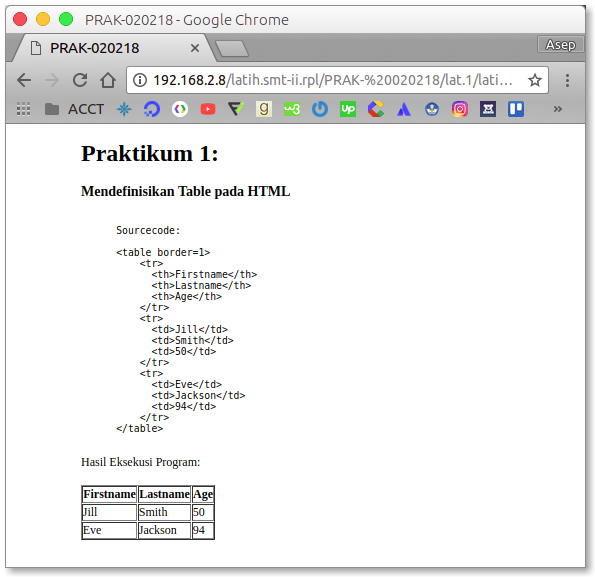 PRAK-020218 - Google Chrome
PRAK-020218
Asep
192.168.2.8/latih.smt-ii.rpl/PRAK-%20020218/lat.1/lati...
ACCT
Praktikum 1:
Mendefinisikan Table pada HTML
Sourcecode:
<table border=1>
<tr>
<th>Firstname</th>
<th>Lastname</th>
<th>Age</th>
</tr>
<tr>
<td>Jill</td>
<td>Smith</td>
<td>50</td>
</tr>
<tr>
<td>Eve</td>
<td>Jackson</td>
<td>94</td>
</tr>
</table>
Hasil Eksekusi Program:
Firstname Lastname Age
Jill Smith 50
Eve Jackson 94